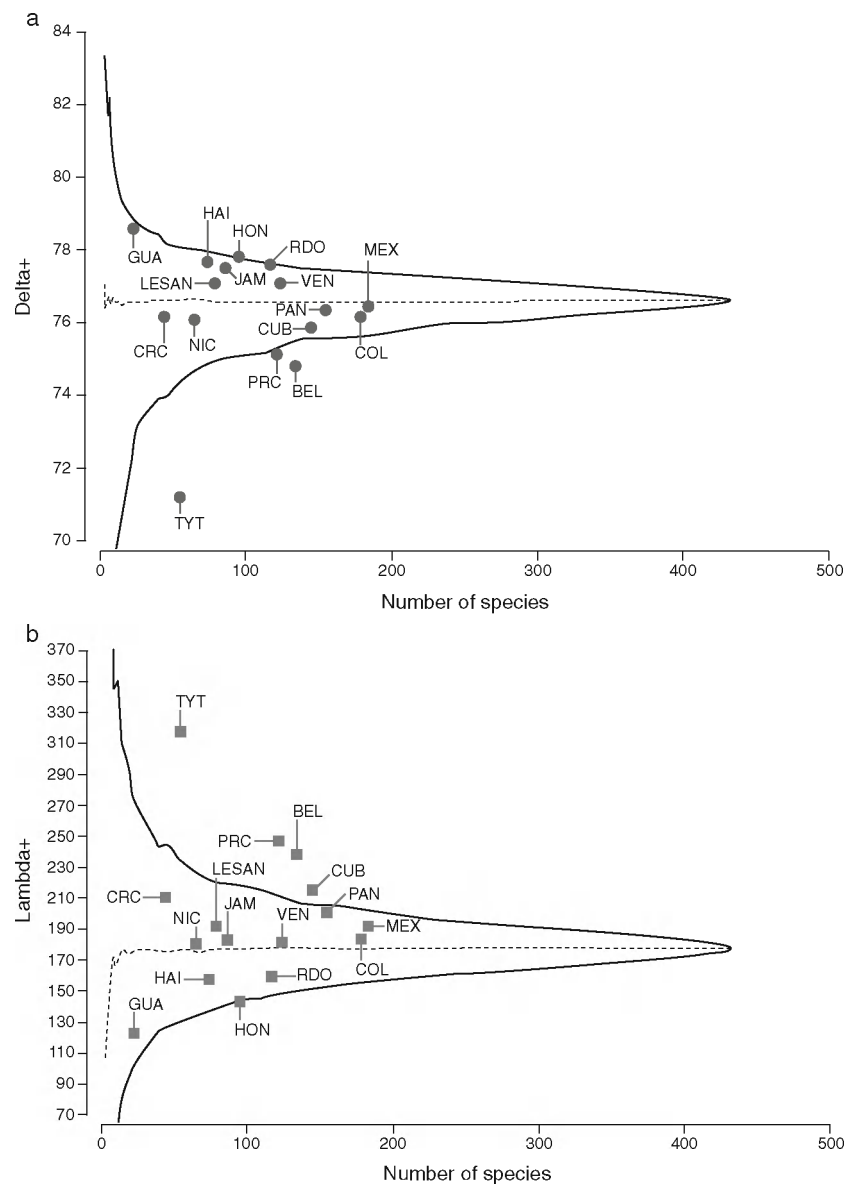 a
84
82
80
78
76
74
72
70
Delta+
HAI
HON
RDO
MEX
GUA
LESAN
JAM
VEN
PAN
CUB
CRC
NIC
COL
PRC
BEL
TYT
0
100
200
300
400
500
Number of species
b
370
350
330
310
290
270
250
230
210
190
170
150
130
110
90
70
Lambda+
TYT
BEL
PRC
LESAN
CUB
CRC
PAN
NIC
JAM
VEN
MEX
COL
HAI
RDO
GUA
HON
0
100
200
300
400
500
Number of species